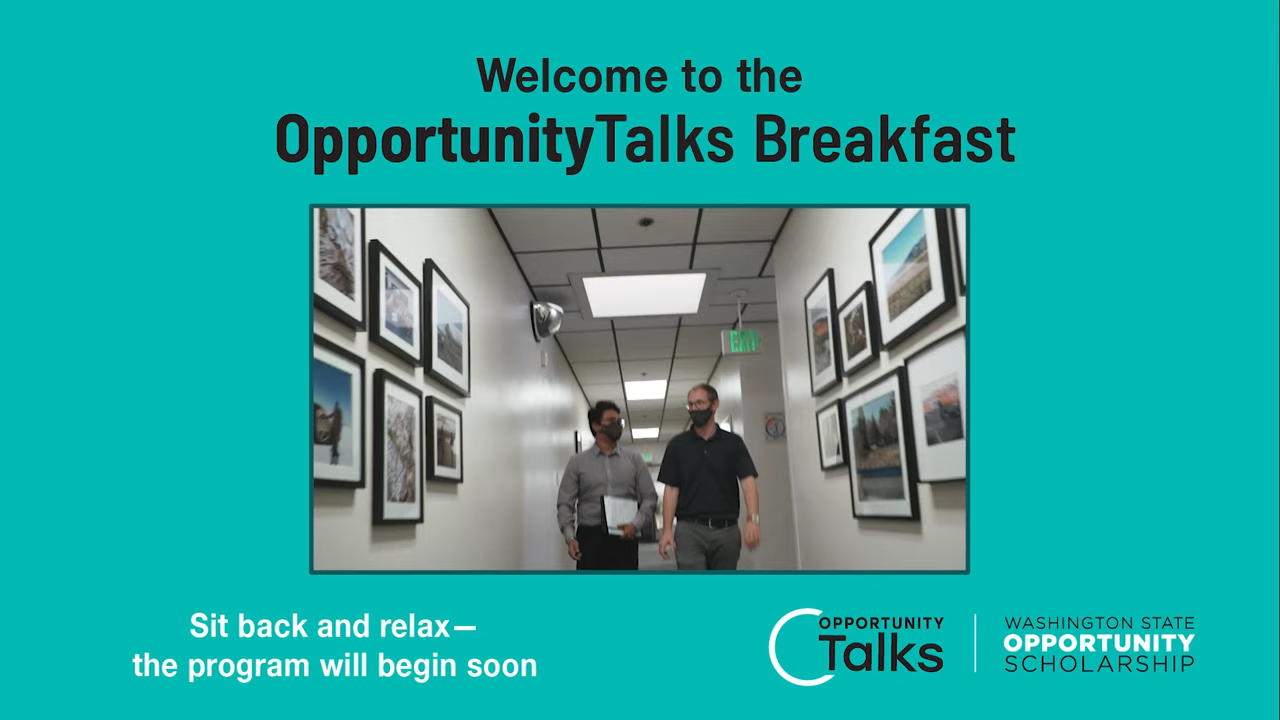 Welcome to the
OpportunityTalks Breakfast
EXIT
Sit back and relax—
the program will begin soon
OPPORTUNITY
Talks
WASHINGTON STATE
OPPORTUNITY
SCHOLARSHIP